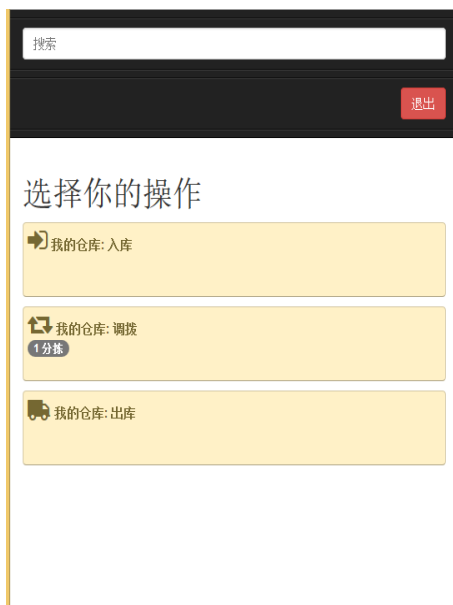 搜索
退出
选择你的操作
我的仓库: 入库
我的仓库: 调拨
1 分拣
我的仓库: 出库